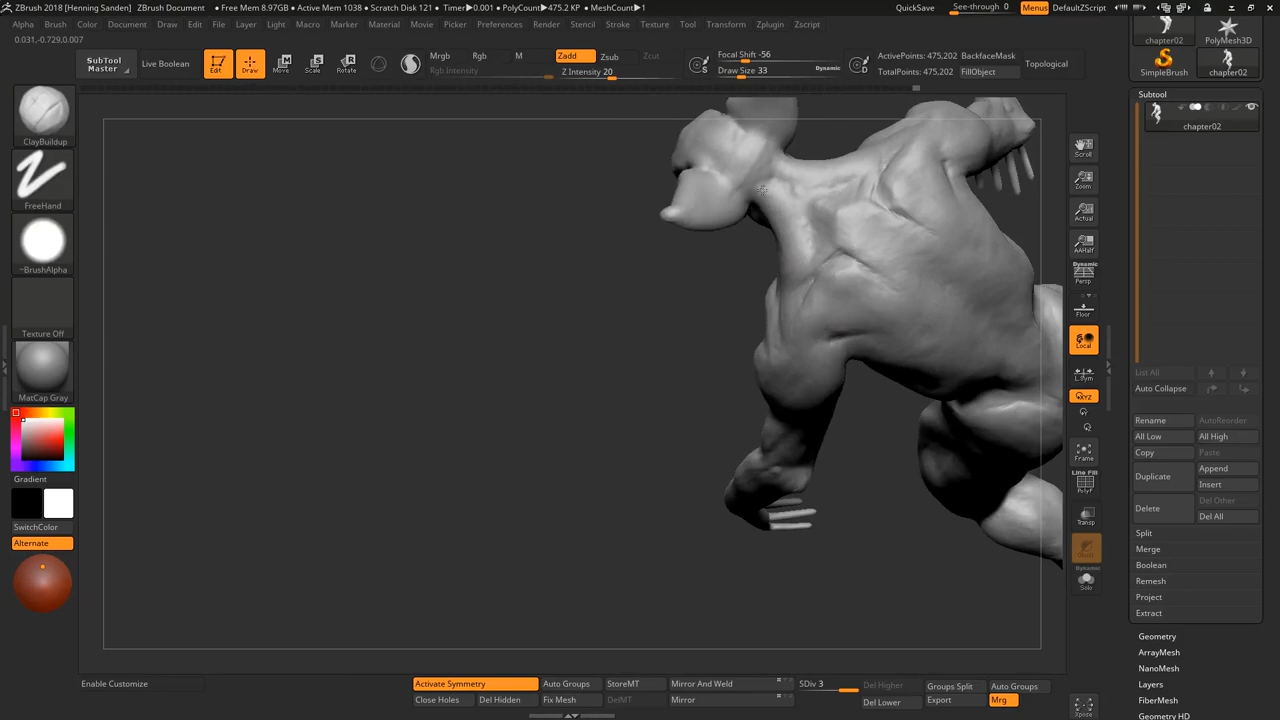 ZBrush 2018 [Henning Sanden] ZBrush Document • Free Mem 8.97GB • Active Mem 1038 • Scratch Disk 121 • Timer▶0.001 • PolyCount▶475.2 KP • MeshCount▶1 QuickSave See-through 0 Menus DefaultZScript
Alpha Brush Color Document Draw Edit File Layer Light Macro Marker Material Movie Picker Preferences Render Stencil Stroke Texture Tool Transform Zplugin Zscript
0.031,-0.729,0.007
SubTool Master
Live Boolean
Edit Draw Move Scale Rotate
Mrgb Rgb M Zadd Zsub Zcut
Rgb Intensity Z Intensity 20
Focal Shift -56
Draw Size 33 Dynamic
S
D
ActivePoints: 475,202 BackfaceMask
TotalPoints: 475,202 FillObject
Topological
chapter02 PolyMesh3D
SimpleBrush chapter02
ClayBuildup
FreeHand
~BrushAlpha
Texture Off
MatCap Gray
Gradient
SwitchColor
Alternate
Scroll
Zoom
Actual
AAHalf
Dynamic
Persp
Floor
Local
L.Sym
XYZ
Frame
Line Fill
PolyF
Transp
Ghost
Dynamic
Solo
Xpose
Subtool
chapter02
List All
Auto Collapse
Rename AutoReorder
All Low All High
Copy Paste
Duplicate Append
Insert
Delete Del Other
Del All
Split
Merge
Boolean
Remesh
Project
Extract
Geometry
ArrayMesh
NanoMesh
Layers
FiberMesh
Geometry HD
Enable Customize
Activate Symmetry Auto Groups StoreMT Mirror And Weld SDiv 3 Del Higher Groups Split Auto Groups
Close Holes Del Hidden Fix Mesh DelMT Mirror Del Lower Export Mrg